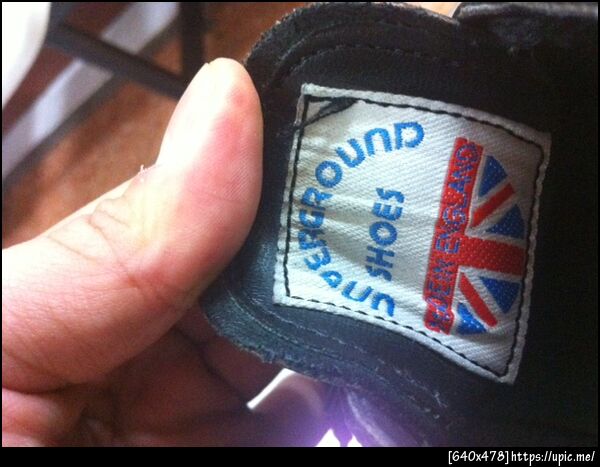 UNDERGROUND
SHOES
MADE IN ENGLAND
[640x478]https://upic.me/